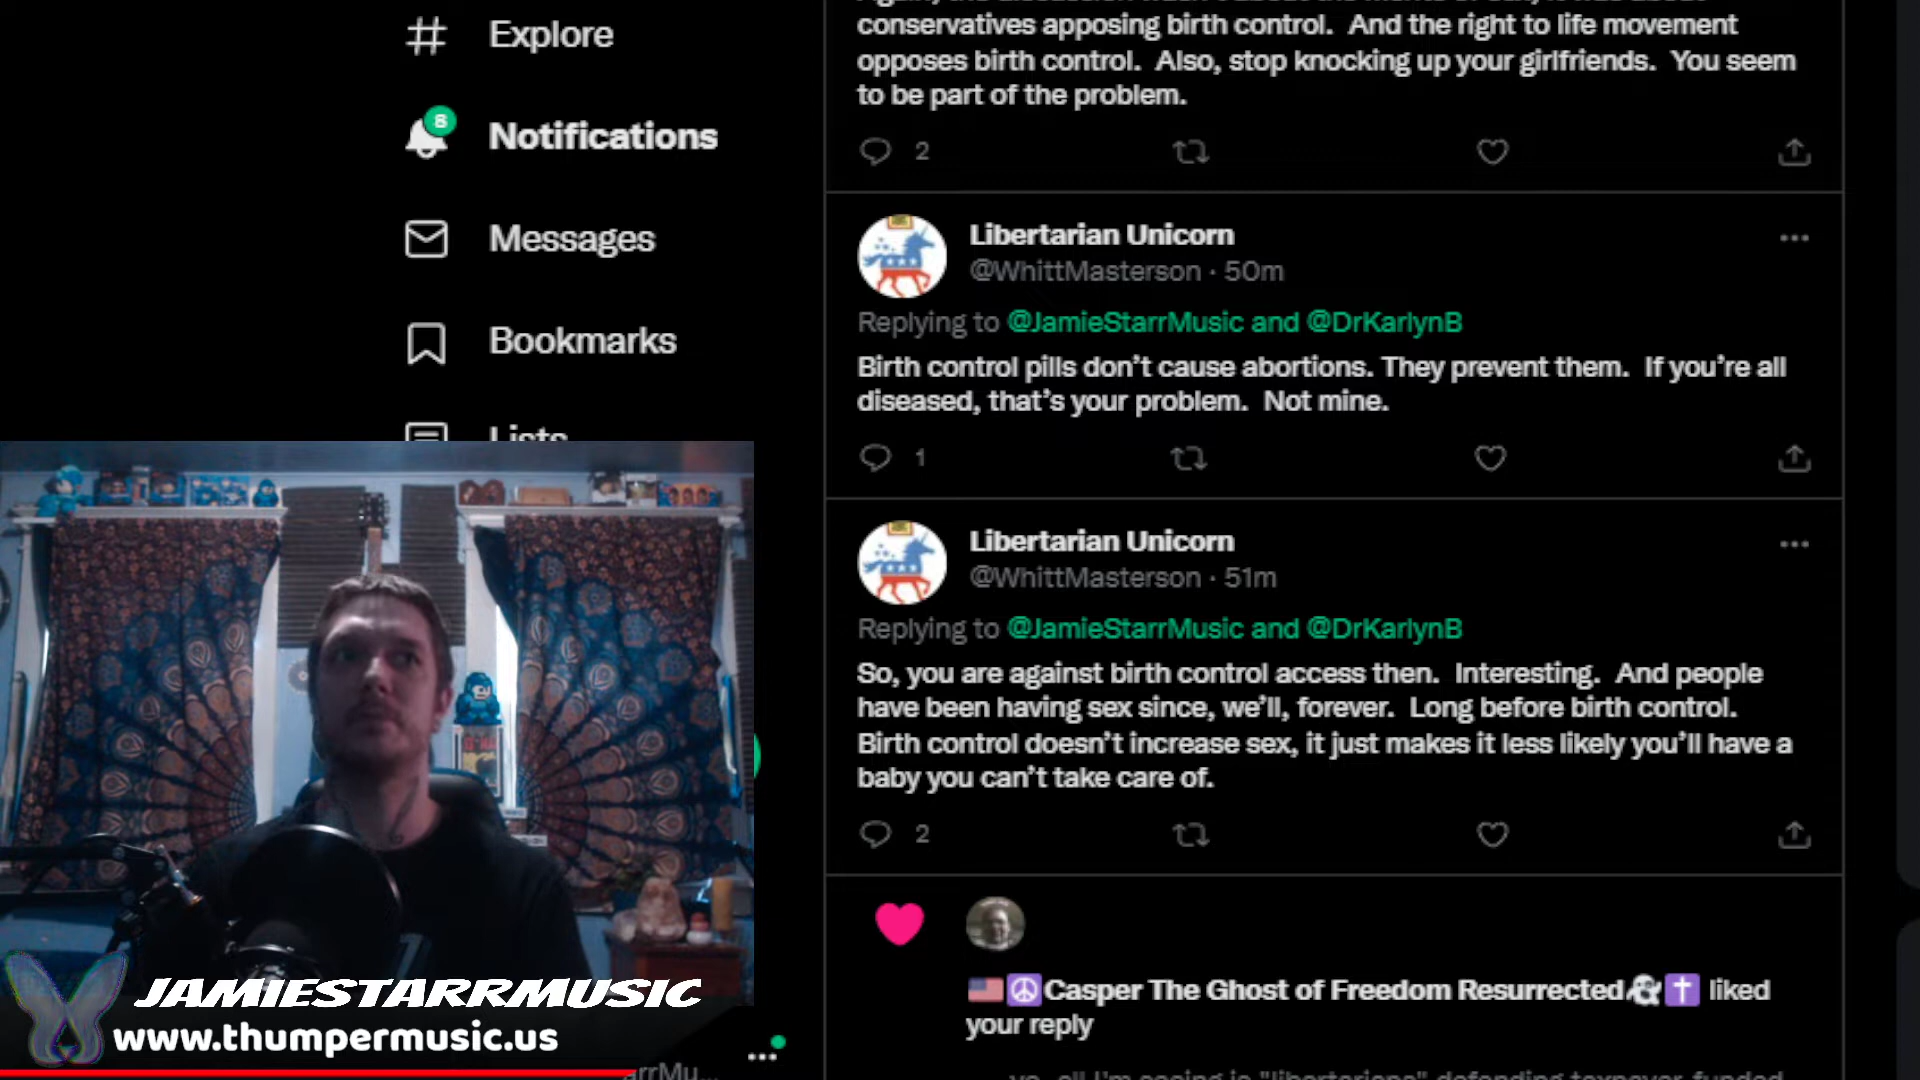 Explore
conservatives apposing birth control. And the right to life movement
opposes birth control. Also, stop knocking up your girlfriends. You seem
to be part of the problem.
8
Notifications
2
Messages
Libertarian Unicorn
@WhittMasterson · 50m
Replying to @JamieStarrMusic and @DrKarlynB
Bookmarks
Birth control pills don't cause abortions. They prevent them. If you're all
diseased, that's your problem. Not mine.
Lists
1
Libertarian Unicorn
@WhittMasterson · 51m
Replying to @JamieStarrMusic and @DrKarlynB
So, you are against birth control access then. Interesting. And people
have been having sex since, we'll, forever. Long before birth control.
Birth control doesn't increase sex, it just makes it less likely you'll have a
baby you can't take care of.
2
Casper The Ghost of Freedom Resurrected liked
your reply
JAMIESTARRMUSIC
www.thumpermusic.us